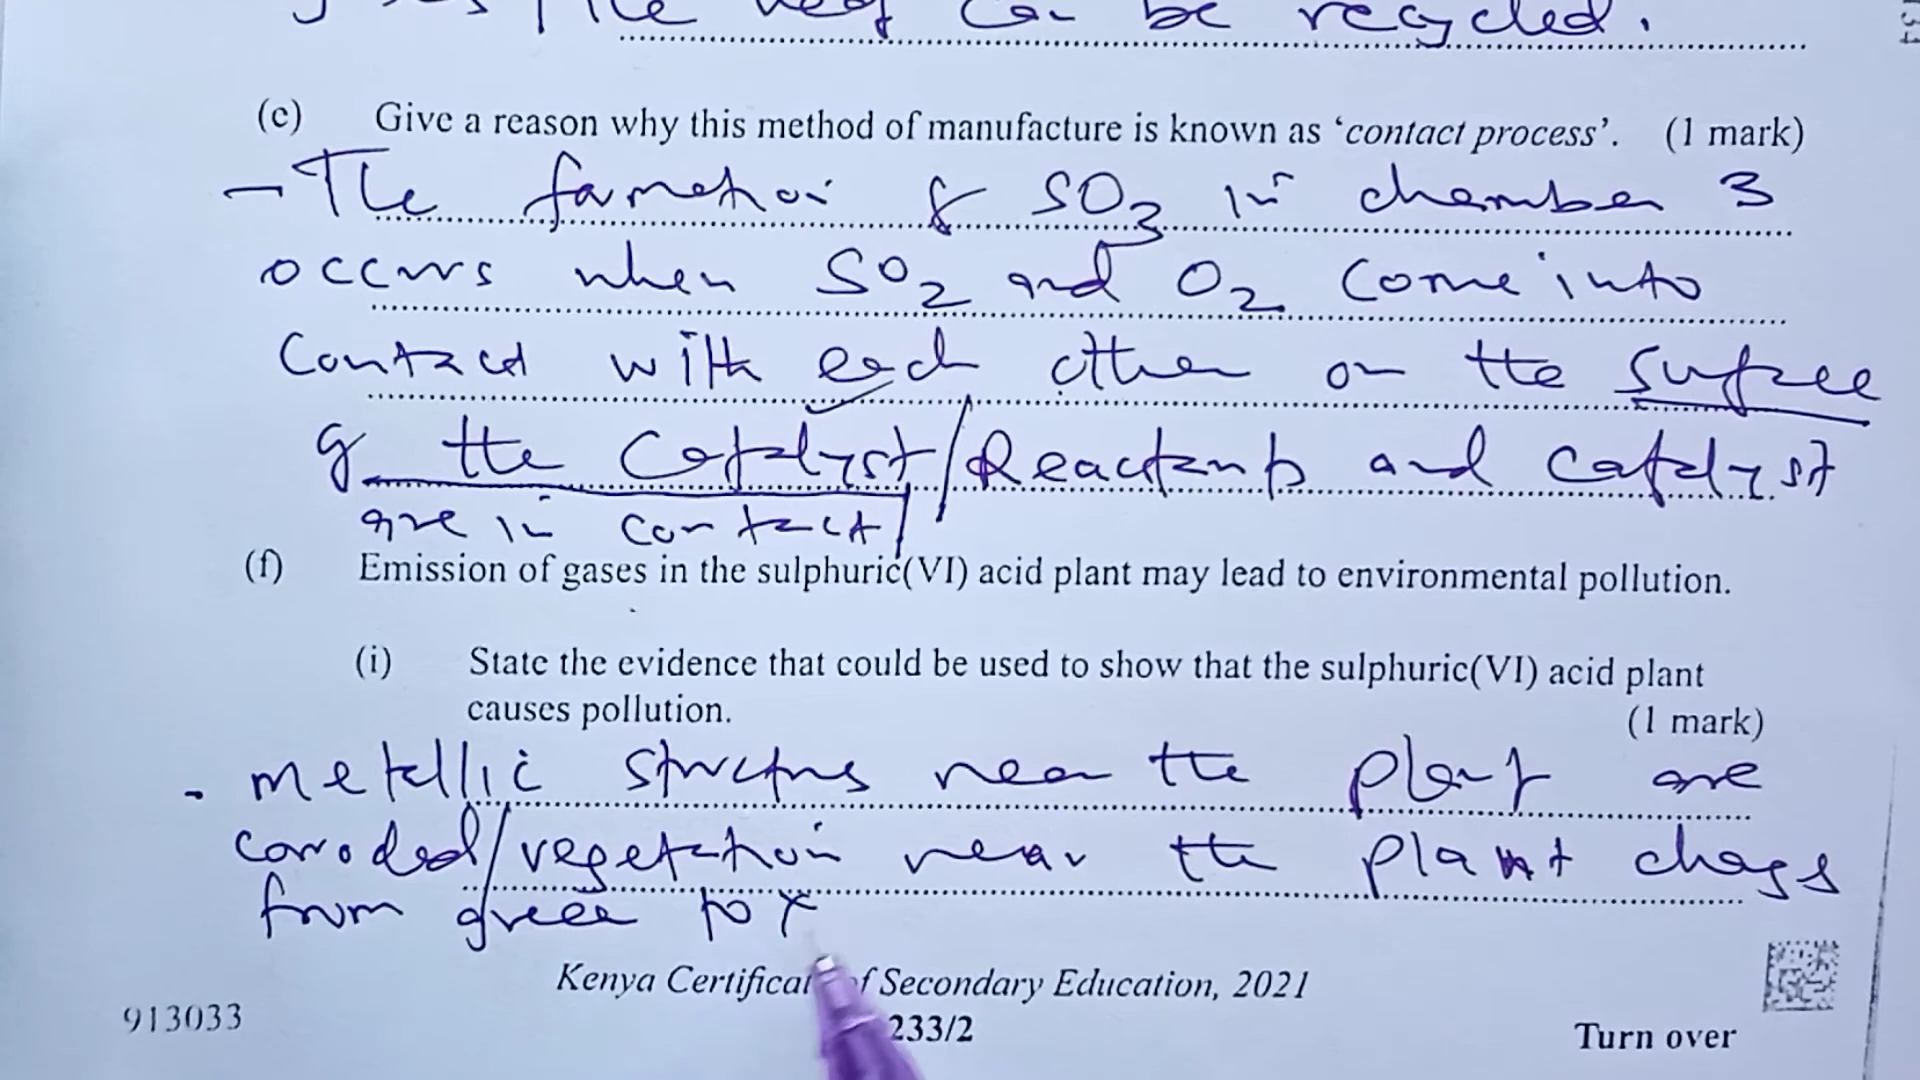 can be recycled.
(c) Give a reason why this method of manufacture is known as ‘contact process’. (1 mark)
- The formation of SO3 in chamber 3
occurs when SO2 and O2 come into
contact with each other on the surface
of the catalyst/Reactants and catalyst
are in contact/
(f) Emission of gases in the sulphuric(VI) acid plant may lead to environmental pollution.
(i) State the evidence that could be used to show that the sulphuric(VI) acid plant
causes pollution. (1 mark)
- metallic structures near the plant are
corroded/vegetation near the plant changes
from green to
Kenya Certificate of Secondary Education, 2021
913033
233/2
Turn over